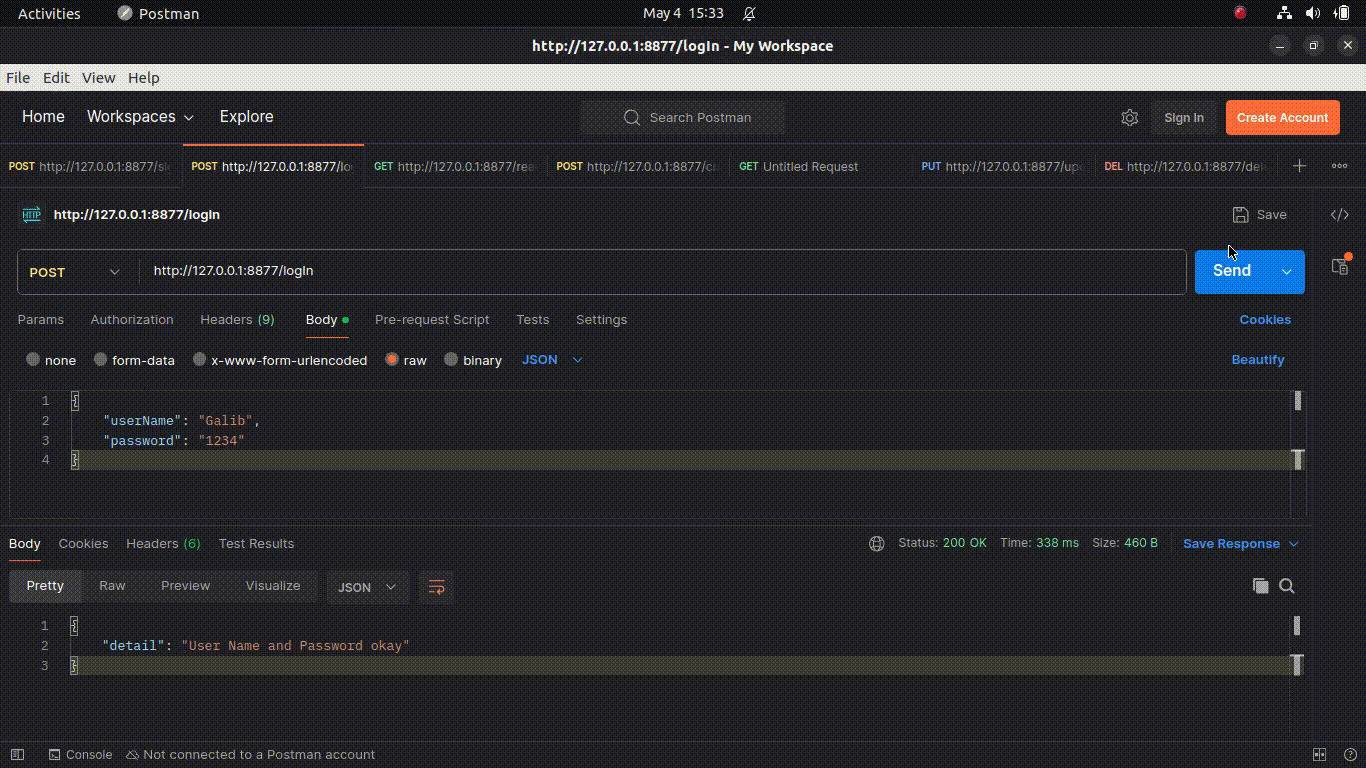 Activities Postman May 4 15:33
http://127.0.0.1:8877/logIn - My Workspace
File Edit View Help
Home Workspaces Explore Search Postman Sign In Create Account
POST http://127.0.0.1:8877/si POST http://127.0.0.1:8877/lo GET http://127.0.0.1:8877/rea POST http://127.0.0.1:8877/c GET Untitled Request PUT http://127.0.0.1:8877/up DEL http://127.0.0.1:8877/del
HTTP http://127.0.0.1:8877/logIn Save </>
POST http://127.0.0.1:8877/logIn Send
Params Authorization Headers (9) Body Pre-request Script Tests Settings Cookies
none form-data x-www-form-urlencoded raw binary JSON Beautify
1 {
2 "userName": "Galib",
3 "password": "1234"
4 }
Body Cookies Headers (6) Test Results Status: 200 OK Time: 338 ms Size: 460 B Save Response
Pretty Raw Preview Visualize JSON
1 {
2 "detail": "User Name and Password okay"
3 }
Console Not connected to a Postman account